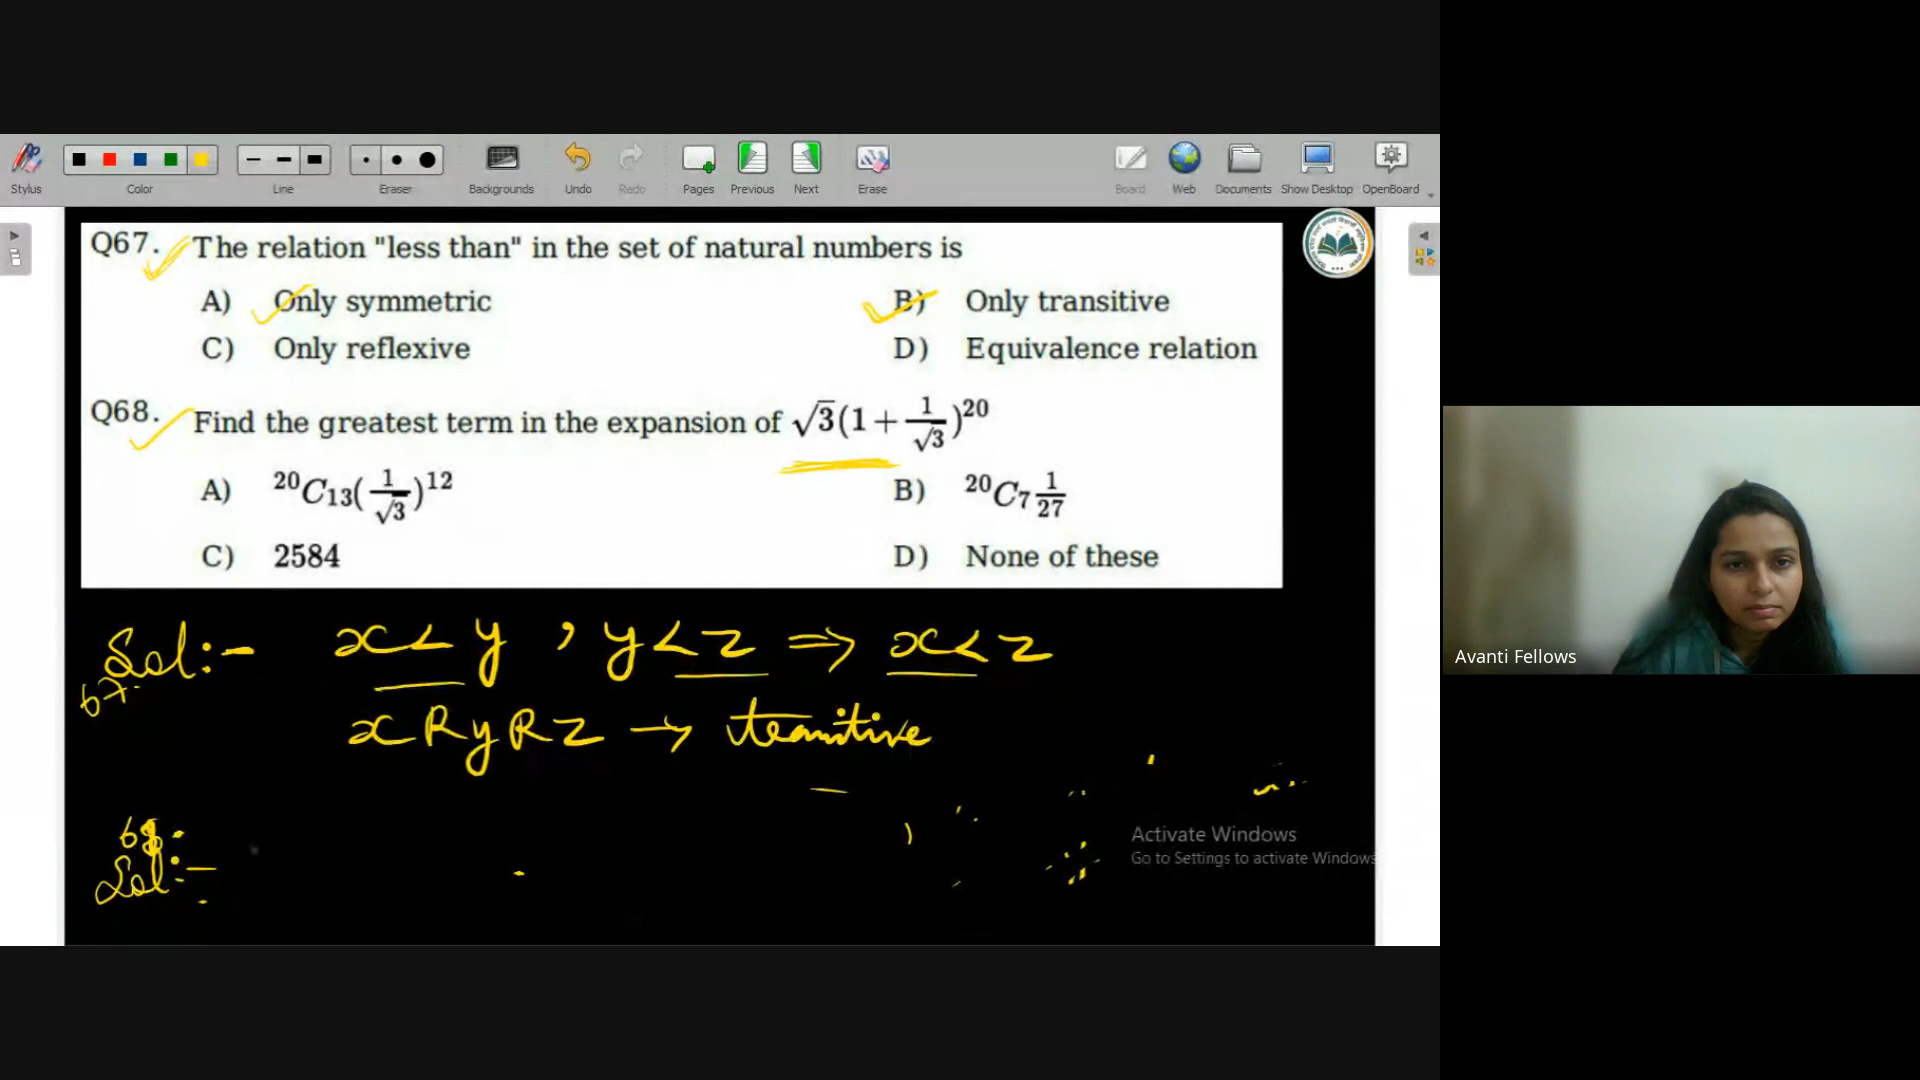 Stylus
Color
Line
Eraser
Backgrounds
Undo
Redo
Pages
Previous
Next
Erase
Board
Web
Documents
Show Desktop
OpenBoard
Q67. The relation "less than" in the set of natural numbers is
A) Only symmetric B) Only transitive
C) Only reflexive D) Equivalence relation
Q68. Find the greatest term in the expansion of √3(1+1/√3)^20
A) ^20C13(1/√3)^12 B) ^20C7 1/27
C) 2584 D) None of these
Sol:- x<y , y<z ⇒ x<z
67.
xRyRz → teansitive
68.
Sol:-
Activate Windows
Go to Settings to activate Windows
Avanti Fellows